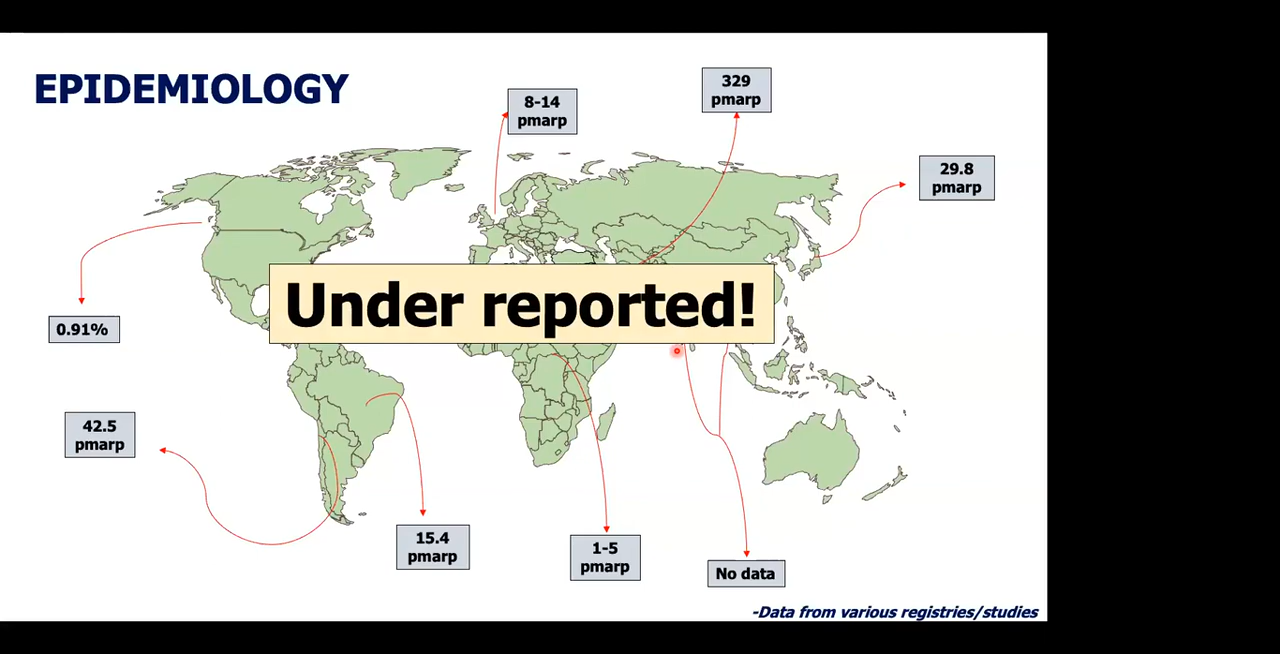 EPIDEMIOLOGY
8-14
pmarp
329
pmarp
29.8
pmarp
Under reported!
0.91%
42.5
pmarp
15.4
pmarp
1-5
pmarp
No data
-Data from various registries/studies